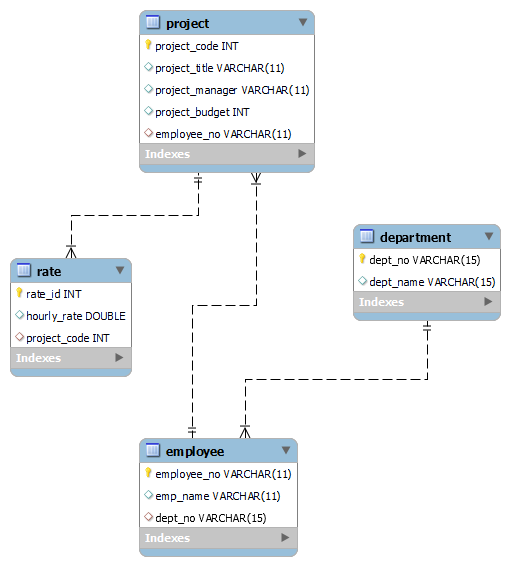 project
project_code INT
project_title VARCHAR(11)
project_manager VARCHAR(11)
project_budget INT
employee_no VARCHAR(11)
Indexes
department
dept_no VARCHAR(15)
dept_name VARCHAR(15)
Indexes
rate
rate_id INT
hourly_rate DOUBLE
project_code INT
Indexes
employee
employee_no VARCHAR(11)
emp_name VARCHAR(11)
dept_no VARCHAR(15)
Indexes